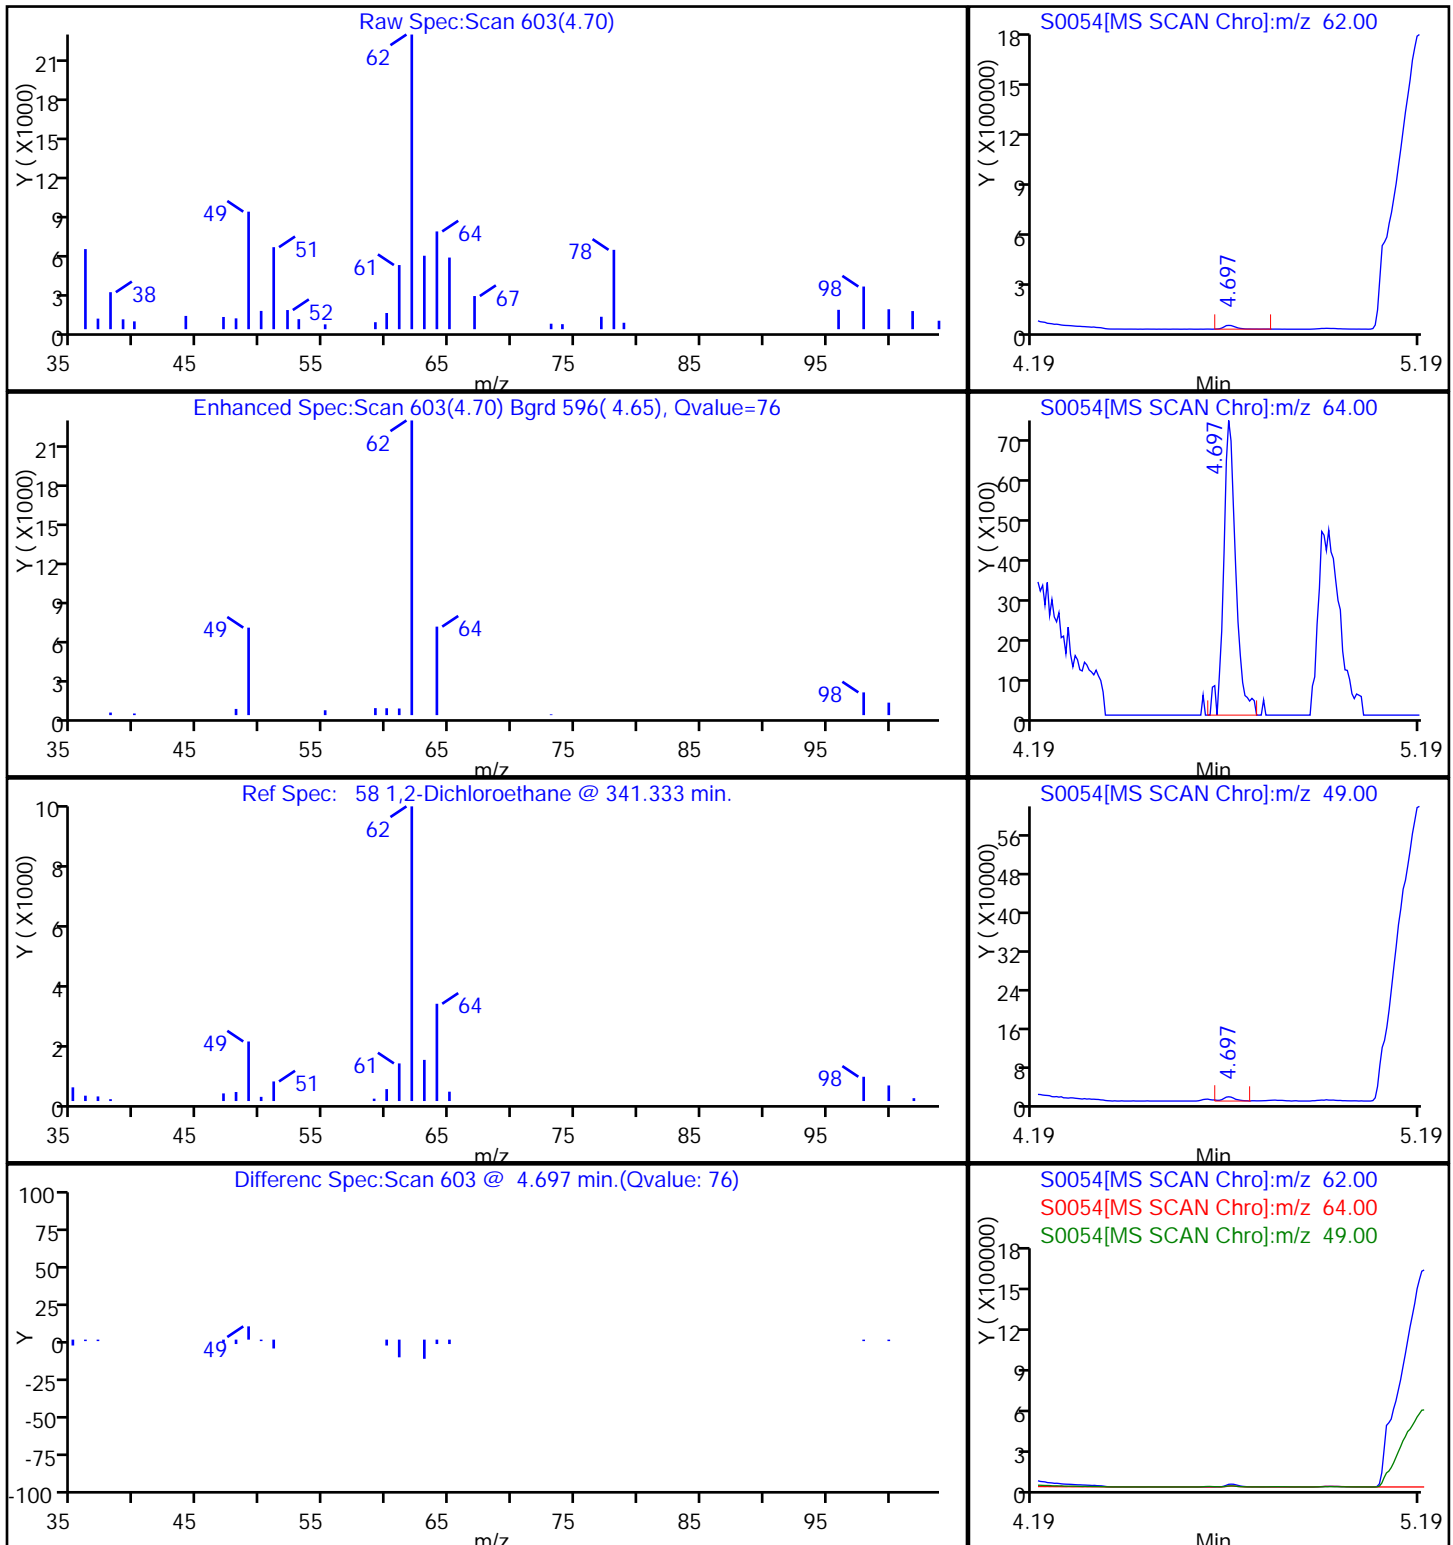 Raw Spec:Scan 603(4.70)
Y ( X1000)
21
18
15
12
9
6
3
0
62
49
51
64
61
78
38
52
67
98
35 45 55 65 75 85 95
m/z
S0054[MS SCAN Chro]:m/z 62.00
Y ( X100000)
18
15
12
9
6
3
0
4.697
4.19 5.19
Min
Enhanced Spec:Scan 603(4.70) Bgrd 596( 4.65), Qvalue=76
Y ( X1000)
21
18
15
12
9
6
3
0
62
49
64
98
35 45 55 65 75 85 95
m/z
S0054[MS SCAN Chro]:m/z 64.00
Y ( X100)
70
60
50
40
30
20
10
0
4.697
4.19 5.19
Min
Ref Spec: 58 1,2-Dichloroethane @ 341.333 min.
Y ( X1000)
10
8
6
4
2
0
62
64
49
61
51
98
35 45 55 65 75 85 95
m/z
S0054[MS SCAN Chro]:m/z 49.00
Y ( X10000)
56
48
40
32
24
16
8
0
4.697
4.19 5.19
Min
Differenc Spec:Scan 603 @ 4.697 min.(Qvalue: 76)
Y
100
75
50
25
0
-25
-50
-75
-100
49
35 45 55 65 75 85 95
m/z
S0054[MS SCAN Chro]:m/z 62.00
S0054[MS SCAN Chro]:m/z 64.00
S0054[MS SCAN Chro]:m/z 49.00
Y ( X100000)
18
15
12
9
6
3
0
4.19 5.19
Min